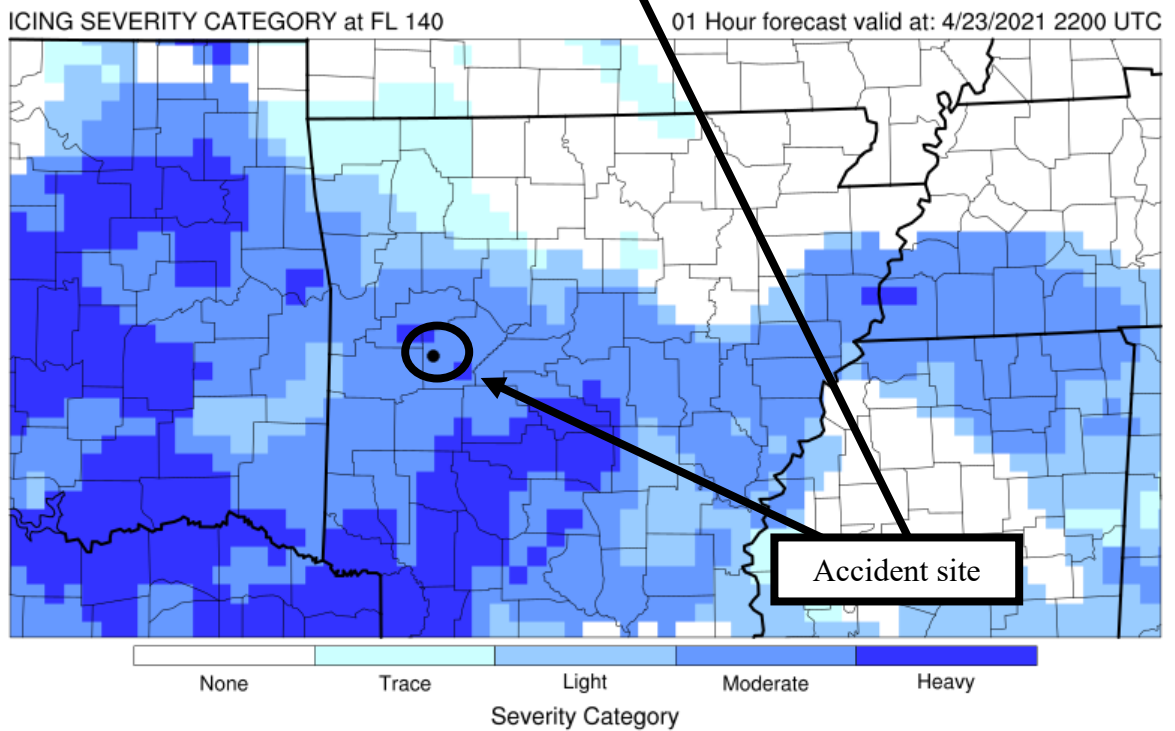 ICING SEVERITY CATEGORY at FL 140 01 Hour forecast valid at: 4/23/2021 2200 UTC
Accident site
None Trace Light Moderate Heavy
Severity Category